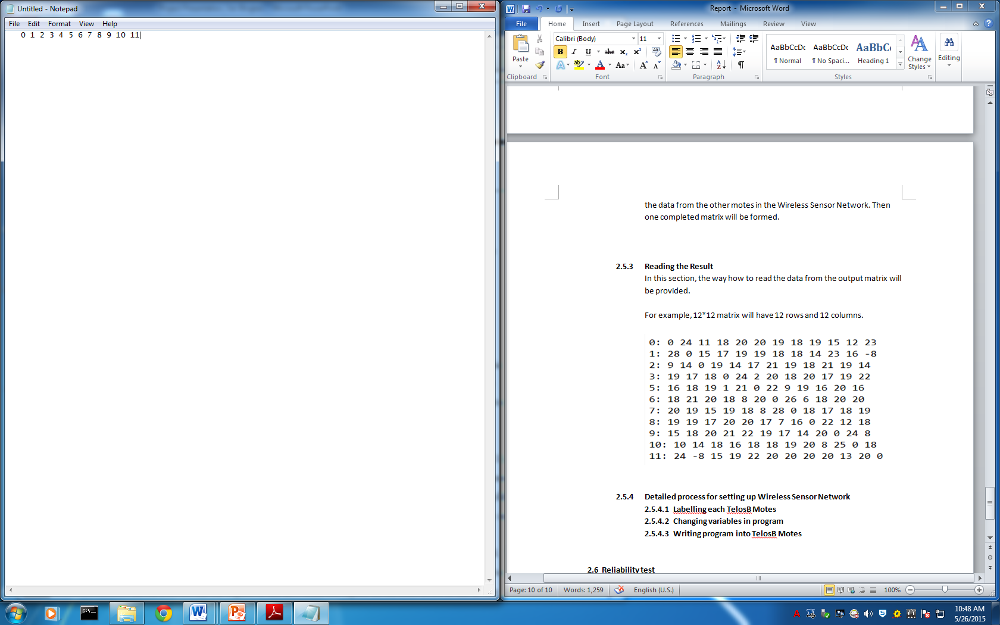 Untitled - Notepad
File Edit Format View Help
0 1 2 3 4 5 6 7 8 9 10 11
Report - Microsoft Word
File Home Insert Page Layout References Mailings Review View
Calibri (Body) 11
Paste
B I U abc x₂ x²
A ab A Aa A A
Clipboard Font Paragraph Styles
AaBbCcDc AaBbCcDc AaBbC
¶ Normal ¶ No Spaci... Heading 1
Change Styles
Editing
the data from the other motes in the Wireless Sensor Network. Then
one completed matrix will be formed.
2.5.3 Reading the Result
In this section, the way how to read the data from the output matrix will
be provided.
For example, 12*12 matrix will have 12 rows and 12 columns.
0: 0 24 11 18 20 20 19 18 19 15 12 23
1: 28 0 15 17 19 19 18 18 14 23 16 -8
2: 9 14 0 19 14 17 21 19 18 21 19 14
3: 19 17 18 0 24 2 20 18 20 17 19 22
5: 16 18 19 1 21 0 22 9 19 16 20 16
6: 18 21 20 18 8 20 0 26 6 18 20 20
7: 20 19 15 19 18 8 28 0 18 17 18 19
8: 19 19 17 20 20 17 7 16 0 22 12 18
9: 15 18 20 21 22 19 17 14 20 0 24 8
10: 10 14 18 16 18 18 19 20 8 25 0 18
11: 24 -8 15 19 22 20 20 20 20 13 20 0
2.5.4 Detailed process for setting up Wireless Sensor Network
2.5.4.1 Labelling each TelosB Motes
2.5.4.2 Changing variables in program
2.5.4.3 Writing program into TelosB Motes
2.6 Reliability test
Page: 10 of 10 Words: 1,259 English (U.S.) 100%
10:48 AM
5/26/2015